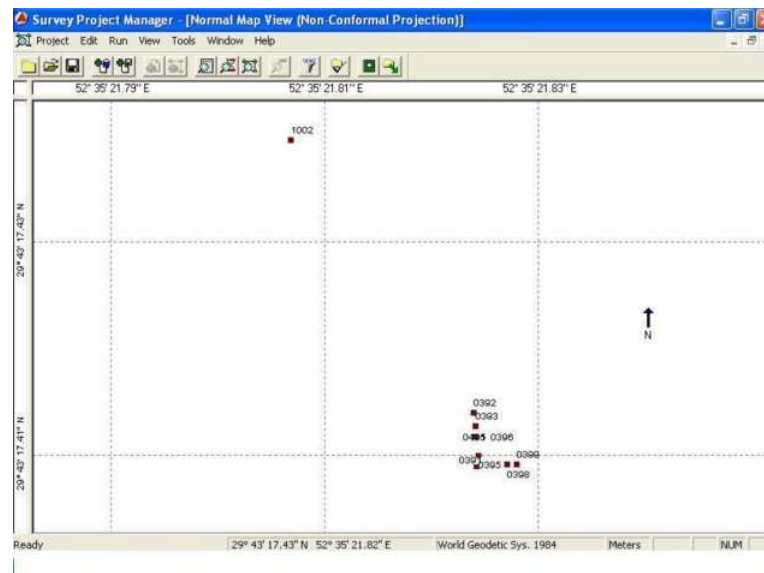 Survey Project Manager - [Normal Map View (Non-Conformal Projection)]
Project Edit Run View Tools Window Help
52° 35' 21.79" E 52° 35' 21.81" E 52° 35' 21.83" E
1002
29° 43' 17.43" N
N
0392
0393
0396
29° 43' 17.41" N
0395 0399
0398
Ready 29° 43' 17.43" N 52° 35' 21.82" E World Geodetic Sys. 1984 Meters NUM